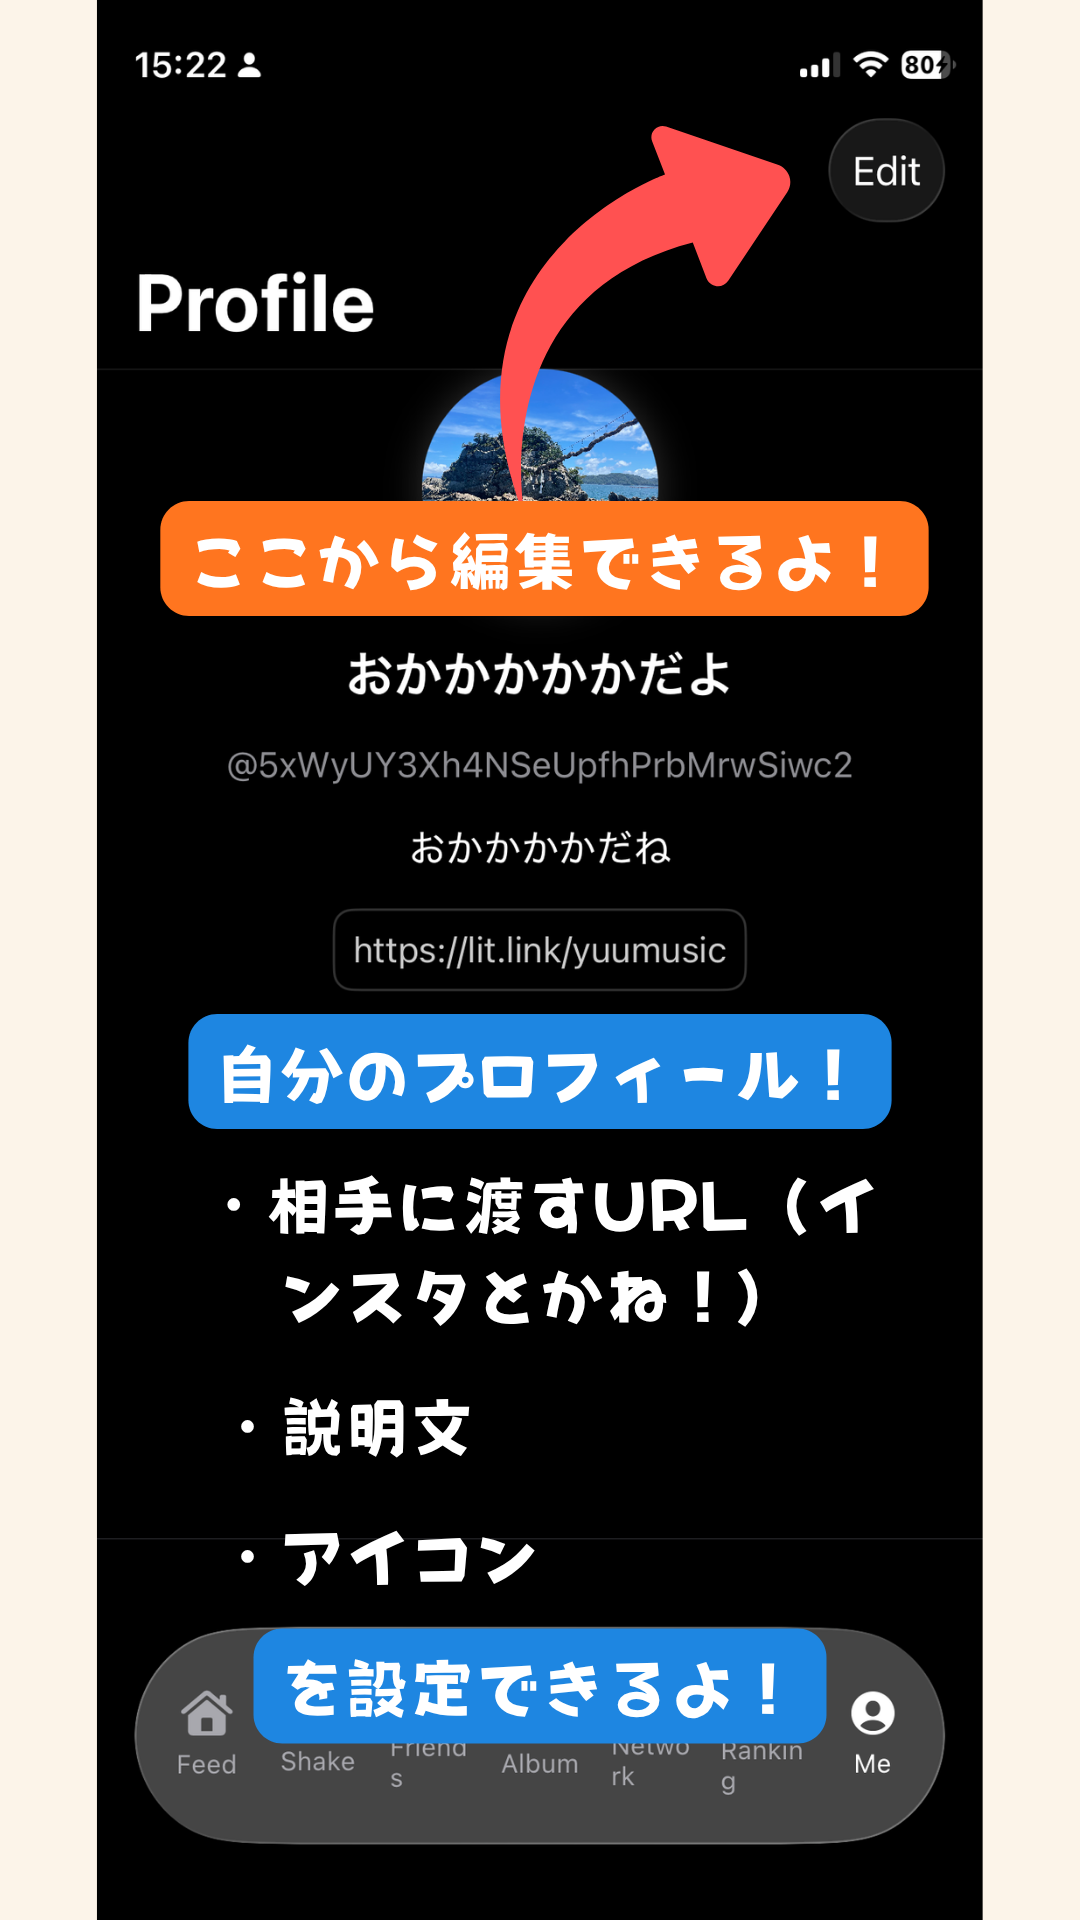 15:22
80
Edit
Profile
ここから編集できるよ！
おかかかかかだよ
@5xWyUY3Xh4NSeUpfhPrbMrwSiwc2
おかかかかだね
https://lit.link/yuumusic
自分のプロフィール！
・相手に渡すURL（イ
ンスタとかね！）
・説明文
・アイコン
を設定できるよ！
Feed
Shake
Friend
s
Album
Netwo
rk
Rankin
g
Me